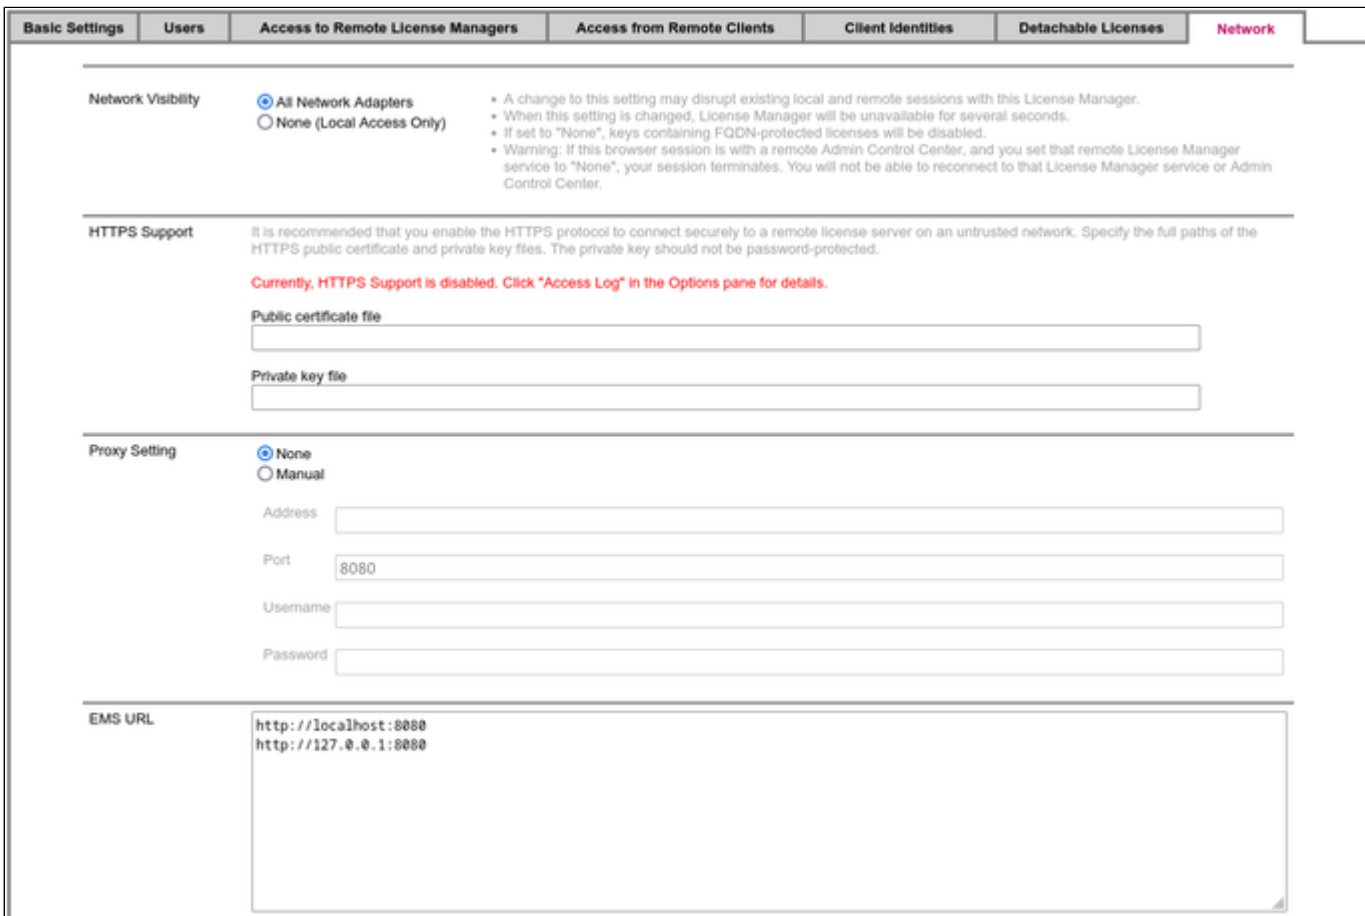 Basic Settings Users Access to Remote License Managers Access from Remote Clients Client Identities Detachable Licenses Network
Network Visibility
All Network Adapters
None (Local Access Only)
• A change to this setting may disrupt existing local and remote sessions with this License Manager.
• When this setting is changed, License Manager will be unavailable for several seconds.
• If set to "None", keys containing FQDN-protected licenses will be disabled.
• Warning: If this browser session is with a remote Admin Control Center, and you set that remote License Manager
service to "None", your session terminates. You will not be able to reconnect to that License Manager service or Admin
Control Center.
HTTPS Support
It is recommended that you enable the HTTPS protocol to connect securely to a remote license server on an untrusted network. Specify the full paths of the
HTTPS public certificate and private key files. The private key should not be password-protected.
Currently, HTTPS Support is disabled. Click "Access Log" in the Options pane for details.
Public certificate file
Private key file
Proxy Setting
None
Manual
Address
Port 8080
Username
Password
EMS URL
http://localhost:8080
http://127.0.0.1:8080